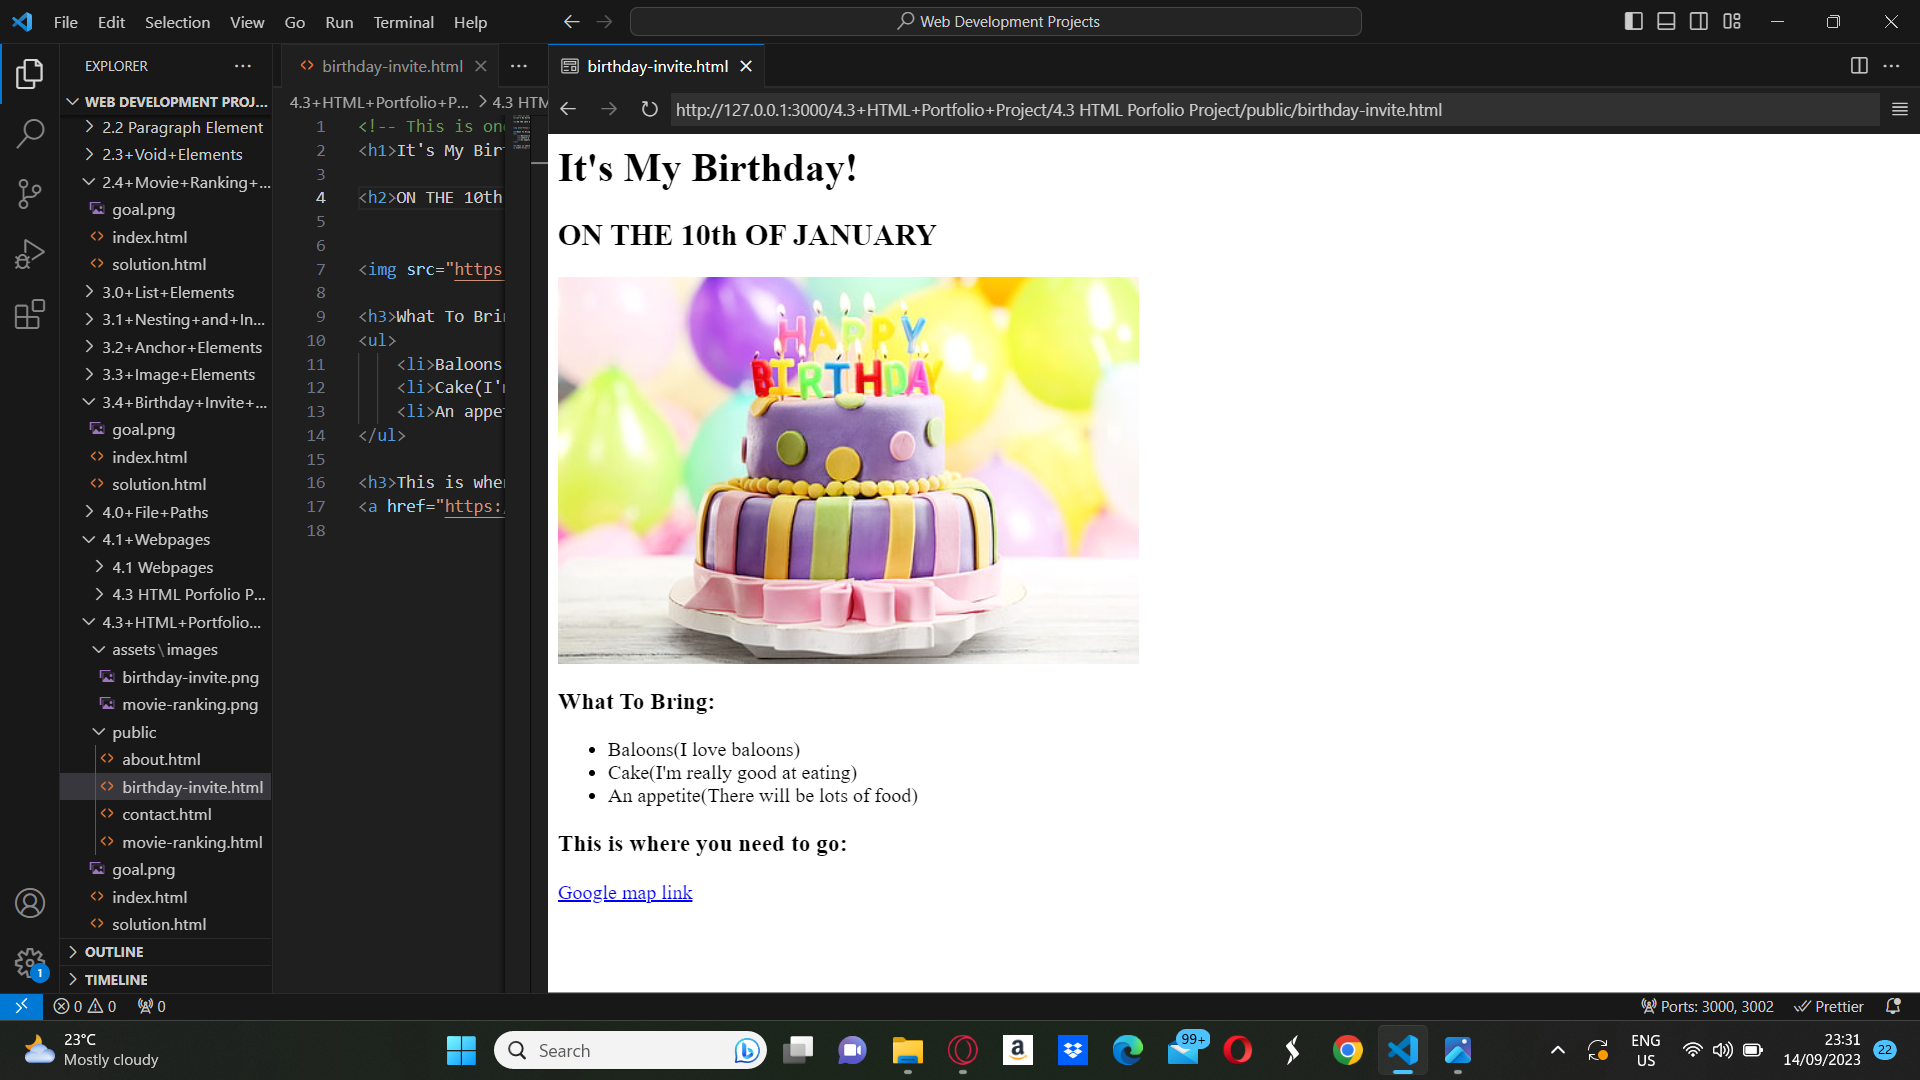 File Edit Selection View Go Run Terminal Help
Web Development Projects
EXPLORER
WEB DEVELOPMENT PROJ...
2.2 Paragraph Element
2.3+Void+Elements
2.4+Movie+Ranking+...
goal.png
index.html
solution.html
3.0+List+Elements
3.1+Nesting+and+In...
3.2+Anchor+Elements
3.3+Image+Elements
3.4+Birthday+Invite+...
goal.png
index.html
solution.html
4.0+File+Paths
4.1+Webpages
4.1 Webpages
4.3 HTML Porfolio P...
4.3+HTML+Portfolio...
assets\images
birthday-invite.png
movie-ranking.png
public
about.html
birthday-invite.html
contact.html
movie-ranking.html
goal.png
index.html
solution.html
OUTLINE
TIMELINE
birthday-invite.html
4.3+HTML+Portfolio+P... > 4.3 HTM
1 <!-- This is on
2 <h1>It's My Bir
3
4 <h2>ON THE 10th
5
6
7 <img src="https
8
9 <h3>What To Bri
10 <ul>
11 <li>Baloons
12 <li>Cake(I'
13 <li>An appe
14 </ul>
15
16 <h3>This is whe
17 <a href="https:
18
birthday-invite.html
http://127.0.0.1:3000/4.3+HTML+Portfolio+Project/4.3 HTML Porfolio Project/public/birthday-invite.html
It's My Birthday!
ON THE 10th OF JANUARY
HAPPY
BIRTHDAY
What To Bring:
• Baloons(I love baloons)
• Cake(I'm really good at eating)
• An appetite(There will be lots of food)
This is where you need to go:
Google map link
1
0 0 0
Ports: 3000, 3002 Prettier
23°C
Mostly cloudy
Search
a
99+
ENG
US
23:31
14/09/2023
22